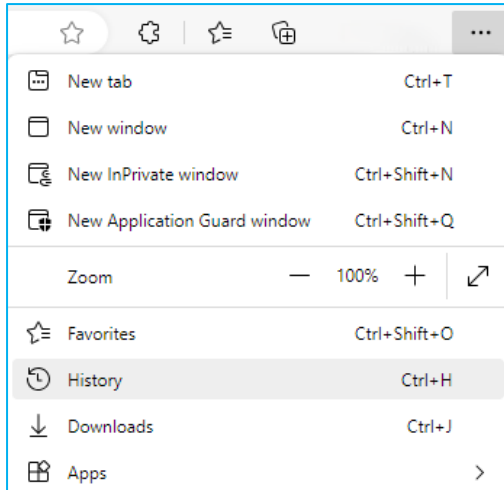 New tab Ctrl+T
New window Ctrl+N
New InPrivate window Ctrl+Shift+N
New Application Guard window Ctrl+Shift+Q
Zoom — 100% +
Favorites Ctrl+Shift+O
History Ctrl+H
Downloads Ctrl+J
Apps